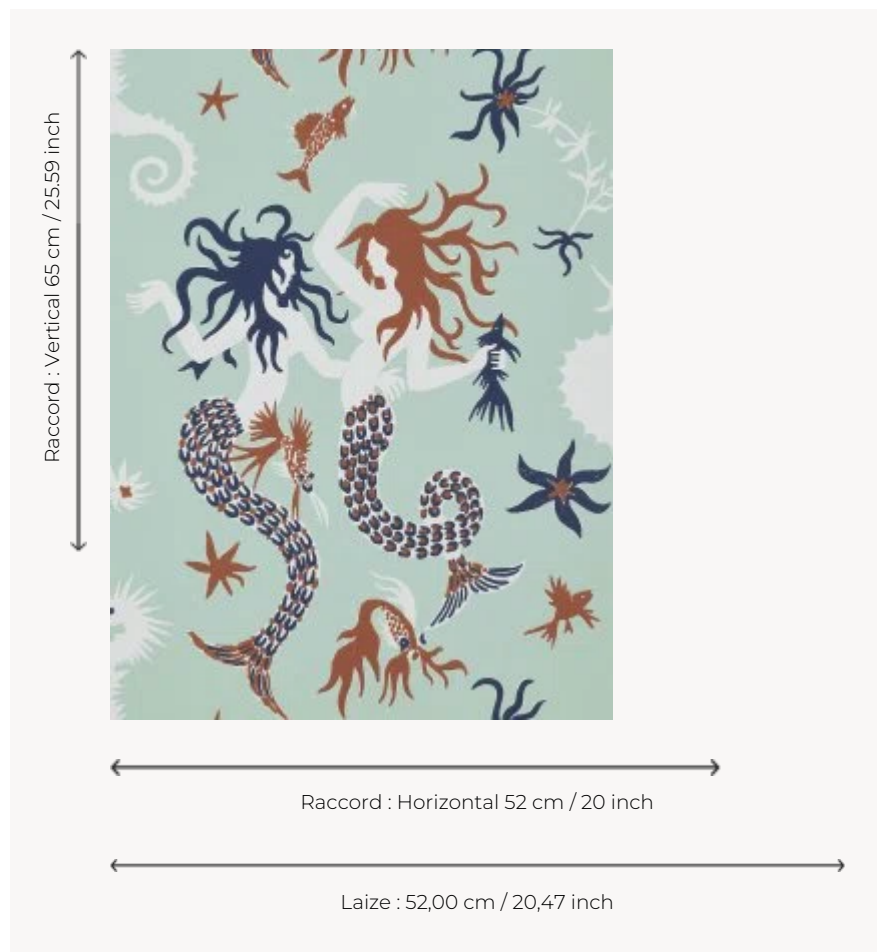 Raccord : Vertical 65 cm / 25.59 inch
Raccord : Horizontal 52 cm / 20 inch
Laize : 52,00 cm / 20,47 inch